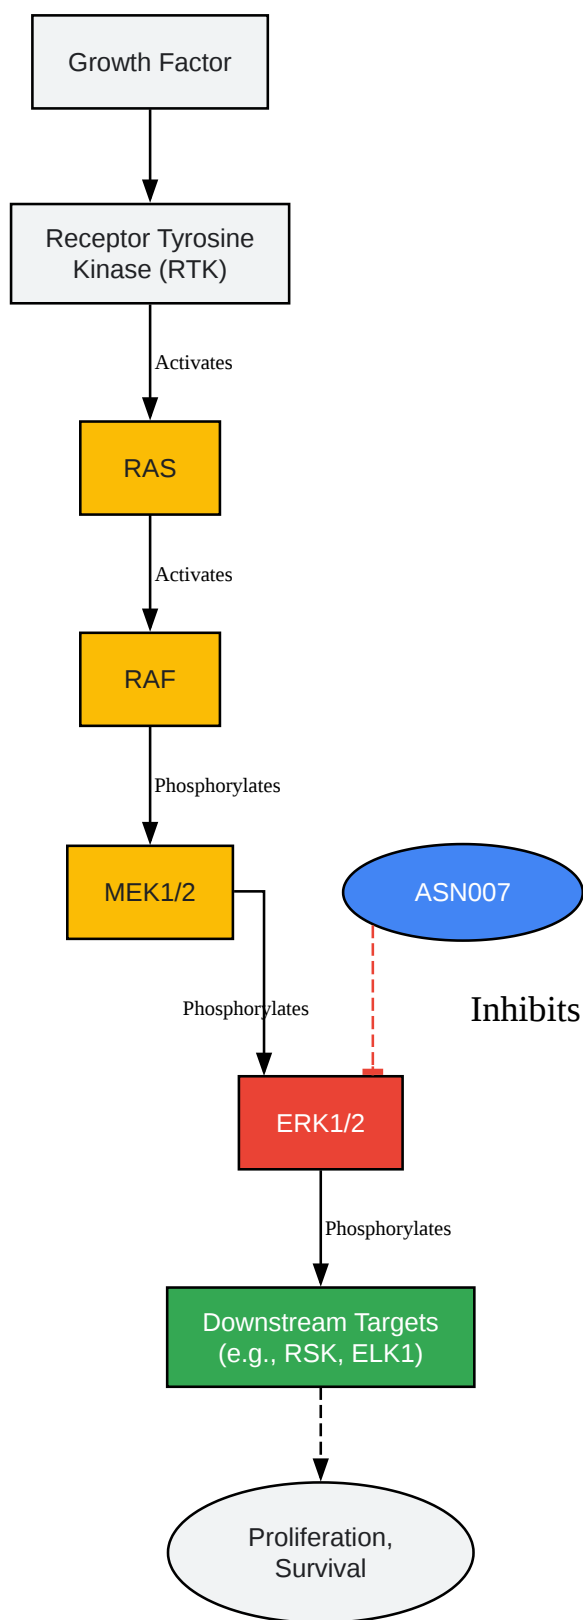 Growth Factor
Receptor Tyrosine
Kinase (RTK)
Activates
RAS
Activates
RAF
Phosphorylates
MEK1/2
ASN007
Phosphorylates
Inhibits
ERK1/2
Phosphorylates
Downstream Targets
(e.g., RSK, ELK1)
Proliferation,
Survival